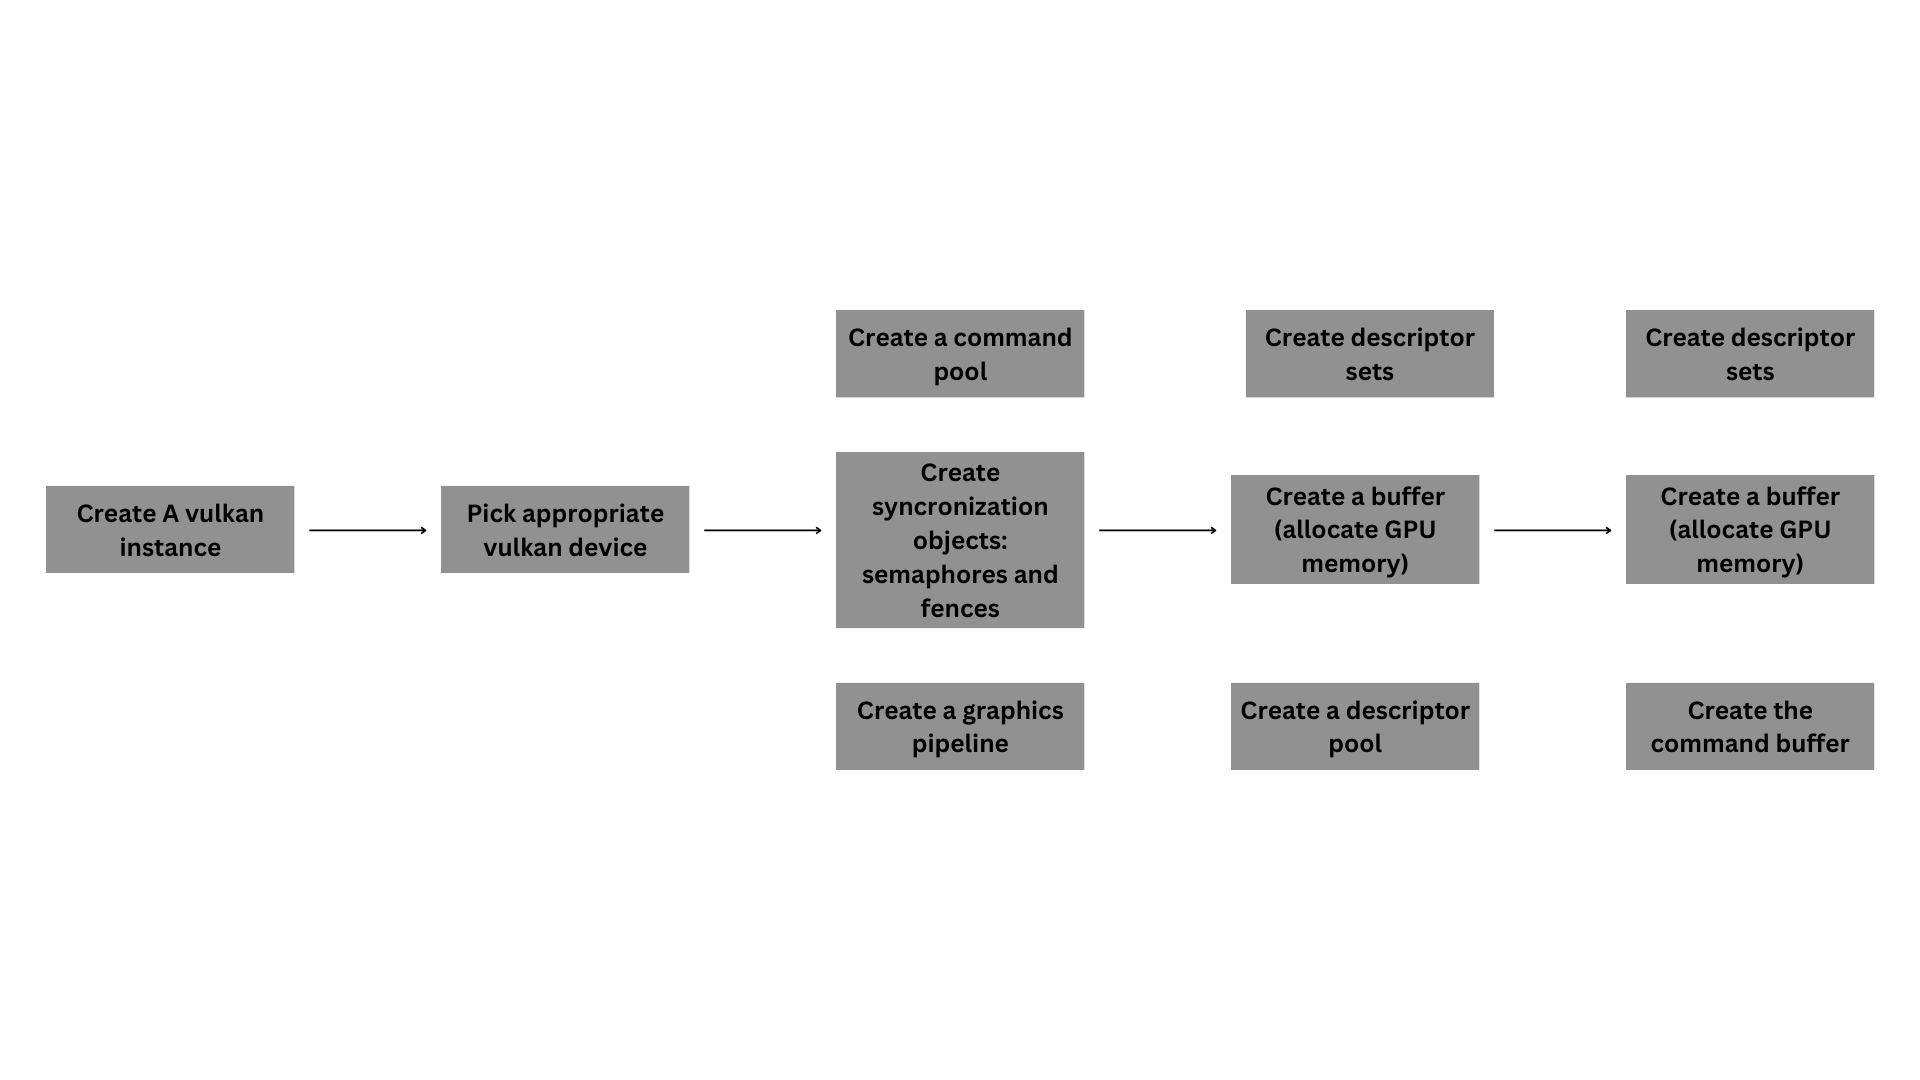 Create A vulkan
instance
Pick appropriate
vulkan device
Create a command
pool
Create
syncronization
objects:
semaphores and
fences
Create a graphics
pipeline
Create descriptor
sets
Create a buffer
(allocate GPU
memory)
Create a descriptor
pool
Create descriptor
sets
Create a buffer
(allocate GPU
memory)
Create the
command buffer